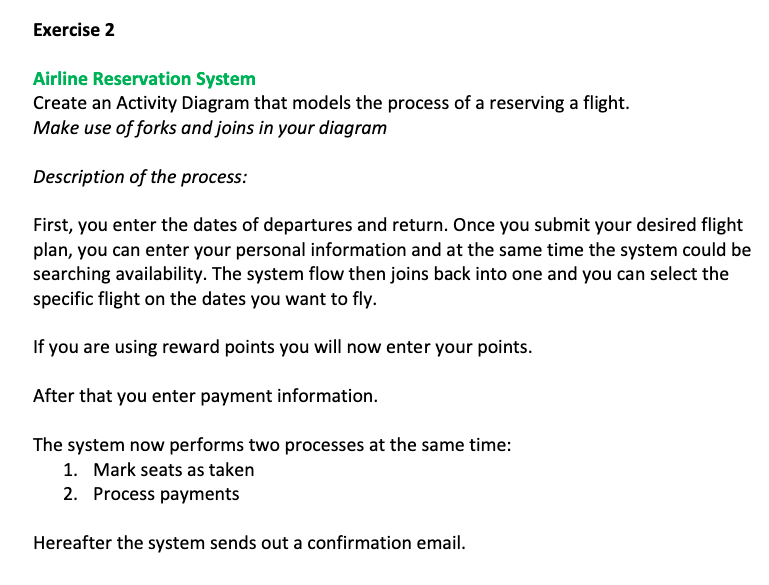 Exercise 2
Airline Reservation System
Create an Activity Diagram that models the process of a reserving a flight.
Make use of forks and joins in your diagram
Description of the process:
First, you enter the dates of departures and return. Once you submit your desired flight
plan, you can enter your personal information and at the same time the system could be
searching availability. The system flow then joins back into one and you can select the
specific flight on the dates you want to fly.
If you are using reward points you will now enter your points.
After that you enter payment information.
The system now performs two processes at the same time:
1. Mark seats as taken
2. Process payments
Hereafter the system sends out a confirmation email.